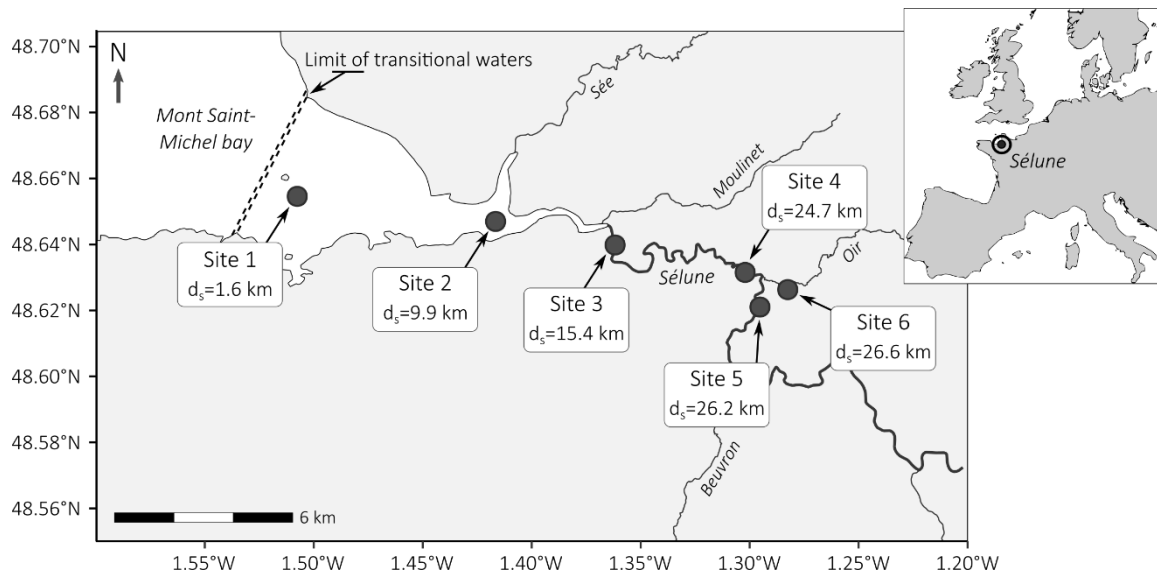 48.70°N
48.68°N
48.66°N
48.64°N
48.62°N
48.60°N
48.58°N
48.56°N
N
Limit of transitional waters
Mont Saint-
Michel bay
Sée
Moulinet
Oir
Sélune
Beuvron
Site 1
dₛ=1.6 km
Site 2
dₛ=9.9 km
Site 3
dₛ=15.4 km
Site 4
dₛ=24.7 km
Site 5
dₛ=26.2 km
Site 6
dₛ=26.6 km
Sélune
6 km
1.55°W
1.50°W
1.40°W
1.40°W
1.35°W
1.30°W
1.25°W
1.20°W